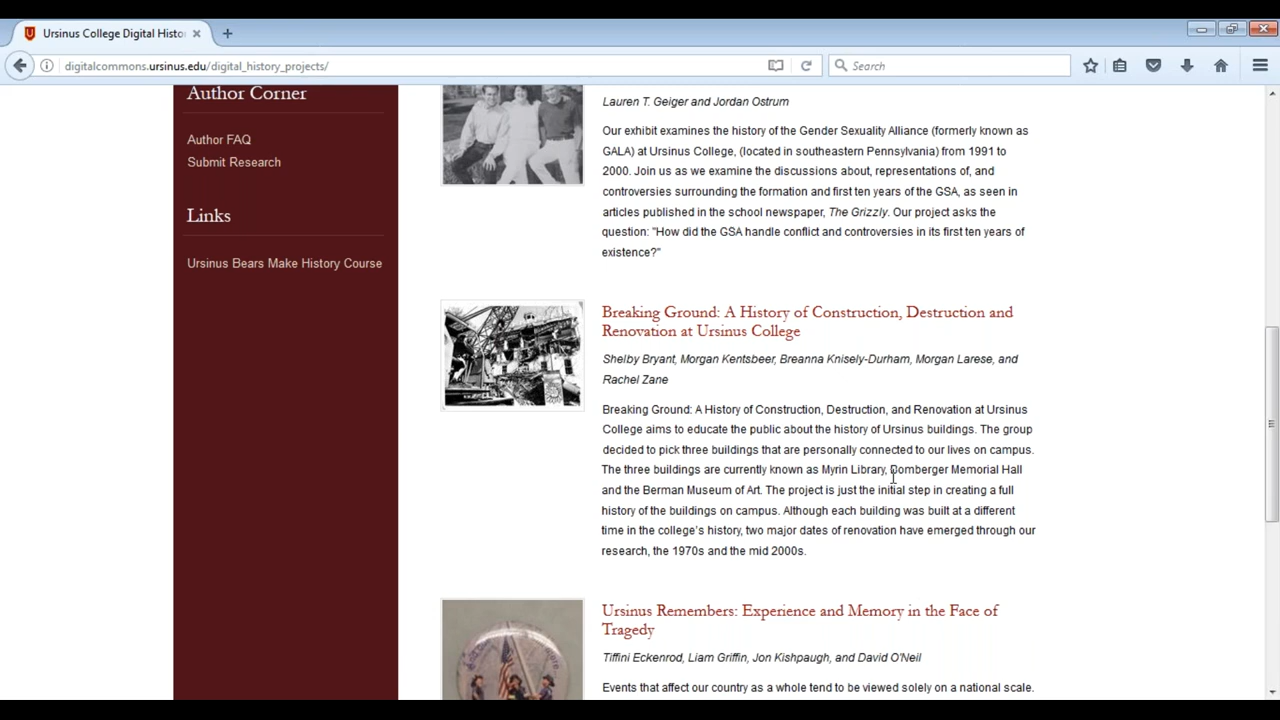 Ursinus College Digital Histo
digitalcommons.ursinus.edu/digital_history_projects/
Search
Author Corner
Author FAQ
Submit Research
Links
Ursinus Bears Make History Course
Lauren T. Geiger and Jordan Ostrum
Our exhibit examines the history of the Gender Sexuality Alliance (formerly known as
GALA) at Ursinus College, (located in southeastern Pennsylvania) from 1991 to
2000. Join us as we examine the discussions about, representations of, and
controversies surrounding the formation and first ten years of the GSA, as seen in
articles published in the school newspaper, The Grizzly. Our project asks the
question: "How did the GSA handle conflict and controversies in its first ten years of
existence?"
Breaking Ground: A History of Construction, Destruction and
Renovation at Ursinus College
Shelby Bryant, Morgan Kentsbeer, Breanna Knisely-Durham, Morgan Larese, and
Rachel Zane
Breaking Ground: A History of Construction, Destruction, and Renovation at Ursinus
College aims to educate the public about the history of Ursinus buildings. The group
decided to pick three buildings that are personally connected to our lives on campus.
The three buildings are currently known as Myrin Library, Bomberger Memorial Hall
and the Berman Museum of Art. The project is just the initial step in creating a full
history of the buildings on campus. Although each building was built at a different
time in the college's history, two major dates of renovation have emerged through our
research, the 1970s and the mid 2000s.
Ursinus Remembers: Experience and Memory in the Face of
Tragedy
Tiffini Eckenrod, Liam Griffin, Jon Kishpaugh, and David O'Neil
Events that affect our country as a whole tend to be viewed solely on a national scale.